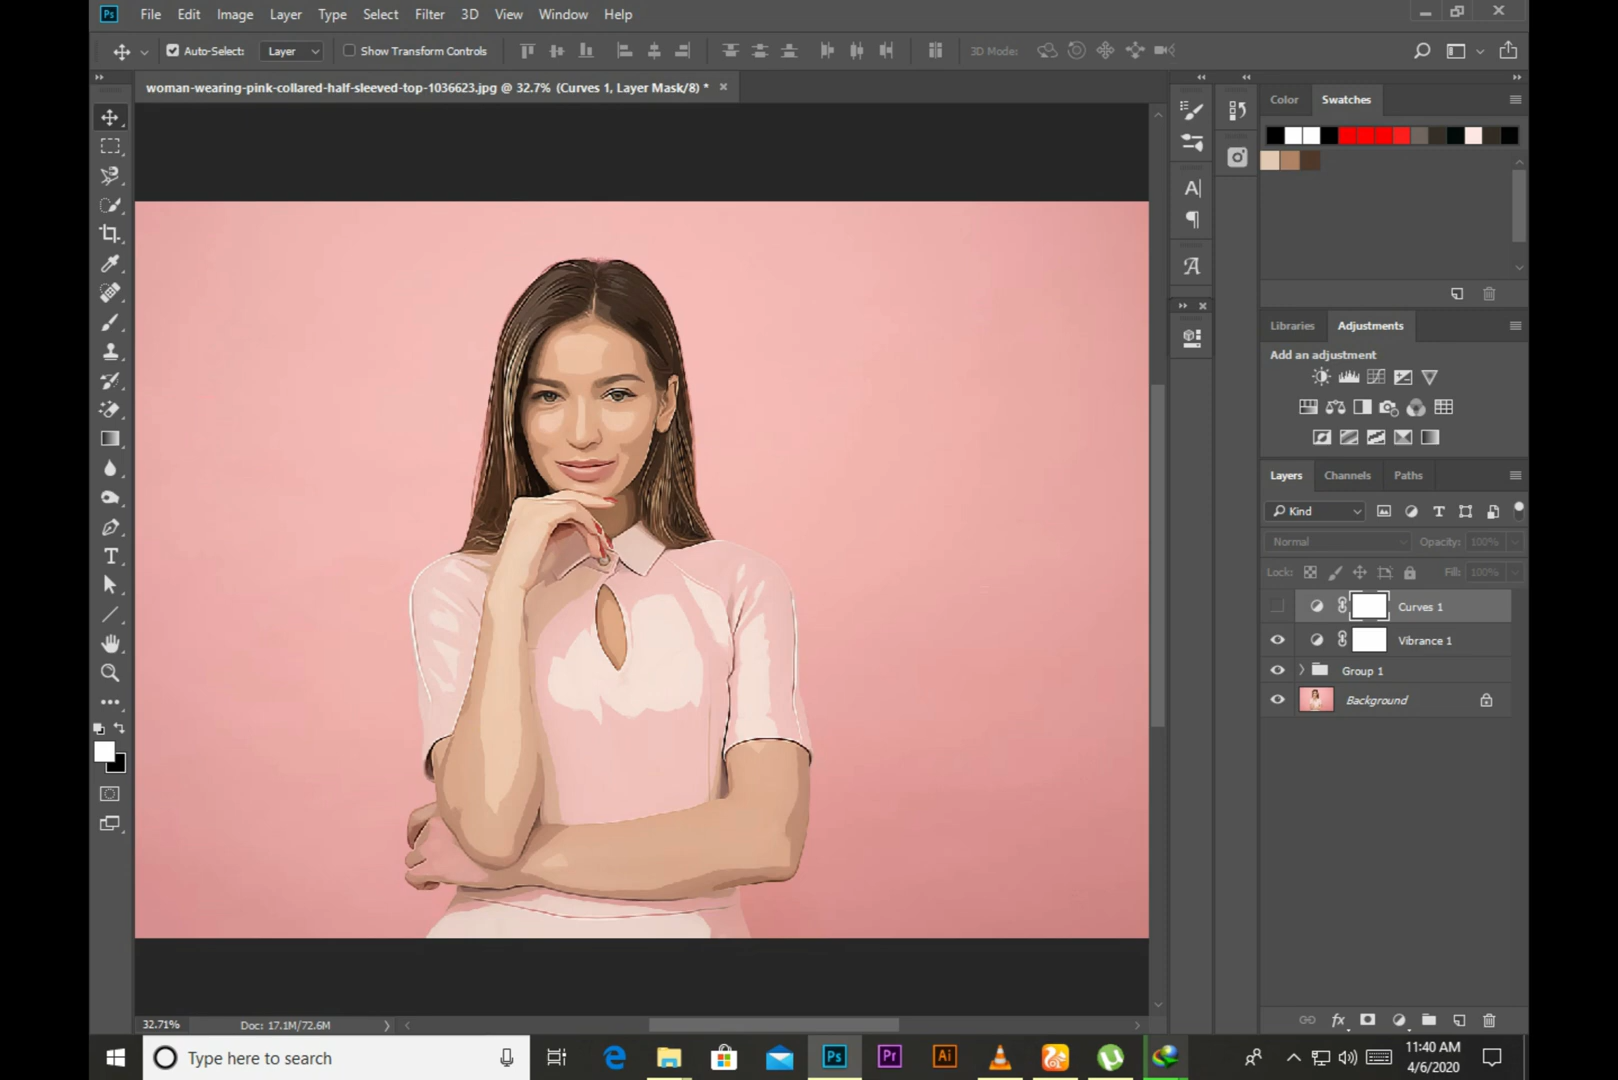 Ps File Edit Image Layer Type Select Filter 3D View Window Help
Auto-Select: Layer Show Transform Controls 3D Mode:
woman-wearing-pink-collared-half-sleeved-top-1036623.jpg @ 32.7% (Curves 1, Layer Mask/8) *
Color Swatches
Libraries Adjustments
Add an adjustment
Layers Channels Paths
Kind
Normal Opacity: 100%
Lock: Fill: 100%
Curves 1
Vibrance 1
Group 1
Background
32.71% Doc: 17.1M/72.6M
Type here to search
Ps Pr Ai
11:40 AM
4/6/2020